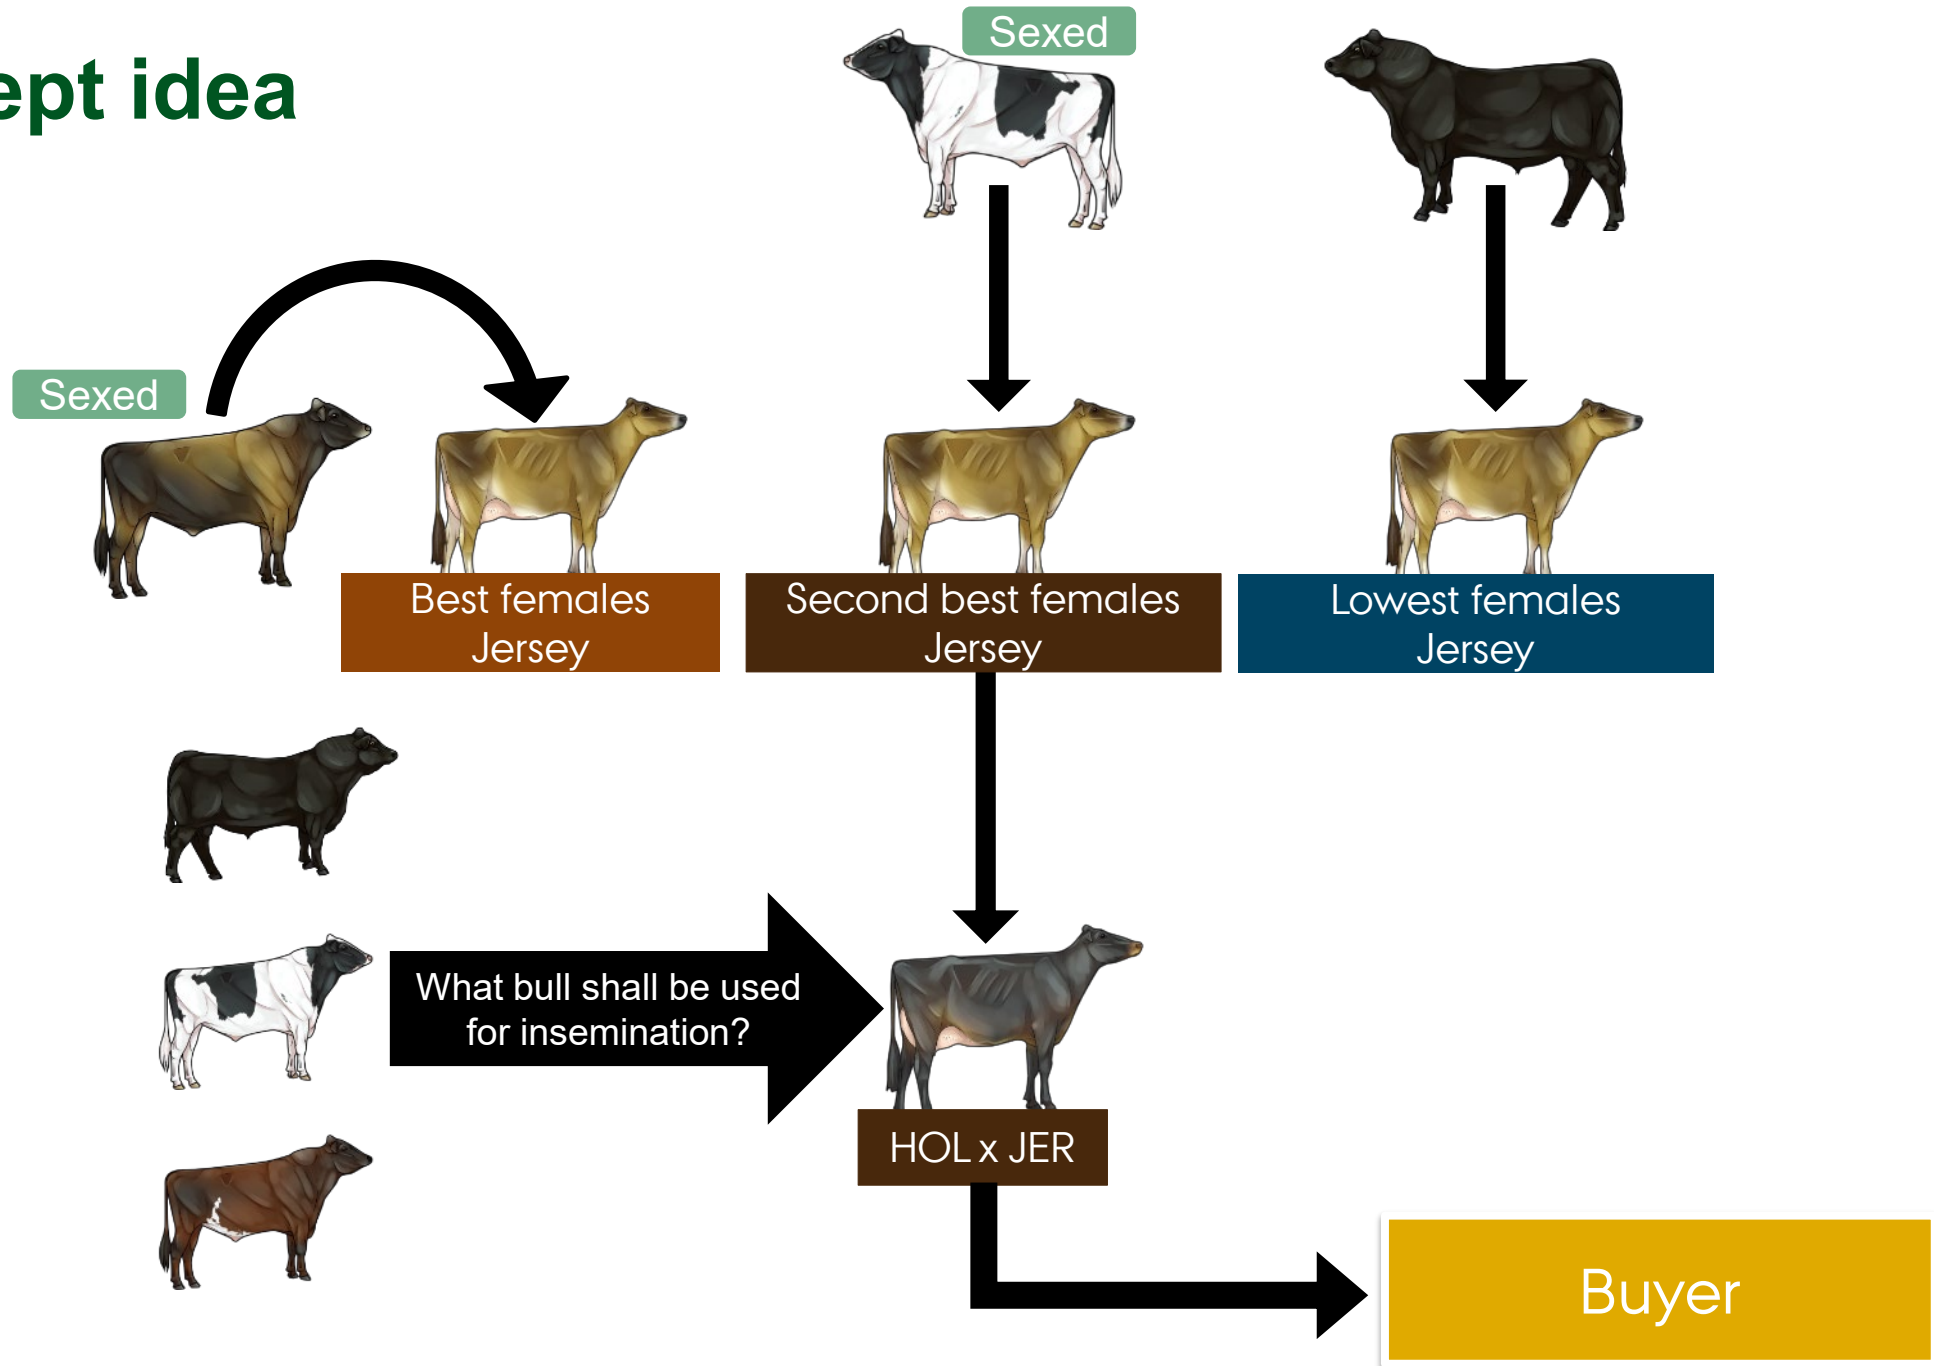 ept idea
Sexed
Sexed
Best females
Jersey
Second best females
Jersey
Lowest females
Jersey
What bull shall be used
for insemination?
HOL x JER
Buyer